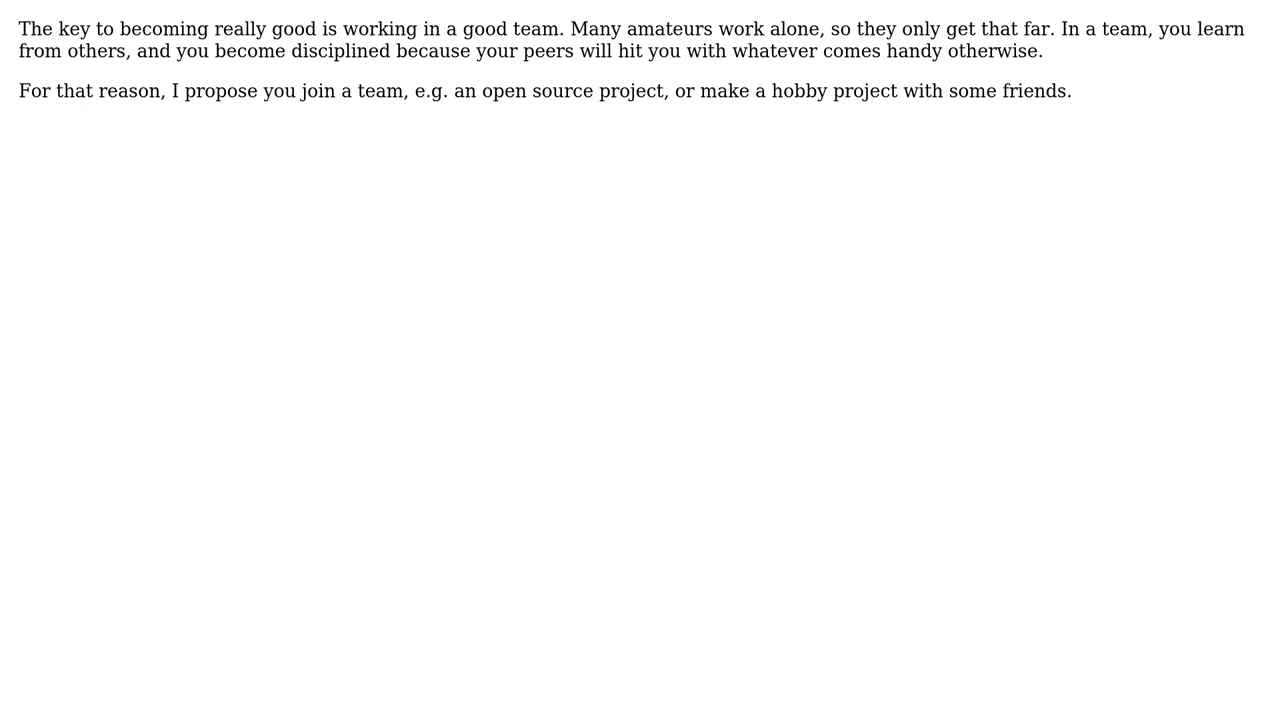 The key to becoming really good is working in a good team. Many amateurs work alone, so they only get that far. In a team, you learn
from others, and you become disciplined because your peers will hit you with whatever comes handy otherwise.
For that reason, I propose you join a team, e.g. an open source project, or make a hobby project with some friends.